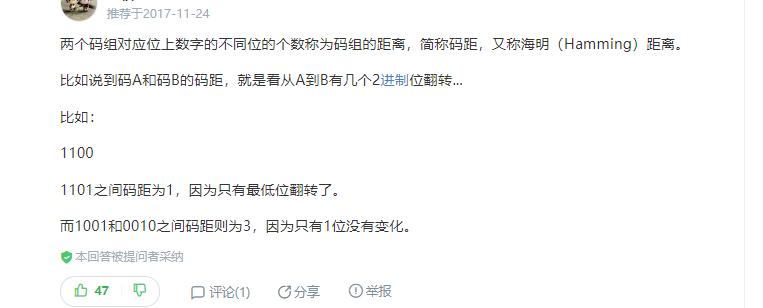 推荐于2017-11-24
两个码组对应位上数字的不同位的个数称为码组的距离，简称码距，又称海明（Hamming）距离。
比如说到码A和码B的码距，就是看从A到B有几个2进制位翻转...
比如：
1100
1101之间码距为1，因为只有最低位翻转了。
而1001和0010之间码距则为3，因为只有1位没有变化。
本回答被提问者采纳
47 评论(1) 分享 举报